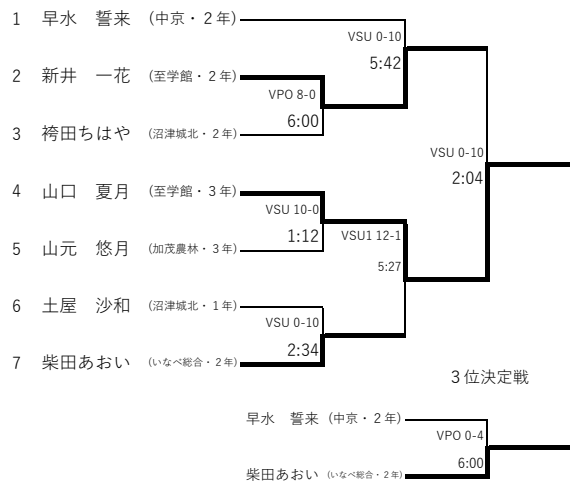 1 早水　誓来 (中京・２年)
VSU 0-10
5:42
2 新井　一花 (至学館・２年)
VPO 8-0
6:00
3 袴田ちはや (沼津城北・２年)
VSU 0-10
2:04
4 山口　夏月 (至学館・３年)
VSU 10-0
1:12
VSU1 12-1
5:27
5 山元　悠月 (加茂農林・３年)
6 土屋　沙和 (沼津城北・１年)
VSU 0-10
2:34
7 柴田あおい (いなべ総合・２年)
３位決定戦
早水　誓来 (中京・２年)
VPO 0-4
6:00
柴田あおい (いなべ総合・２年)